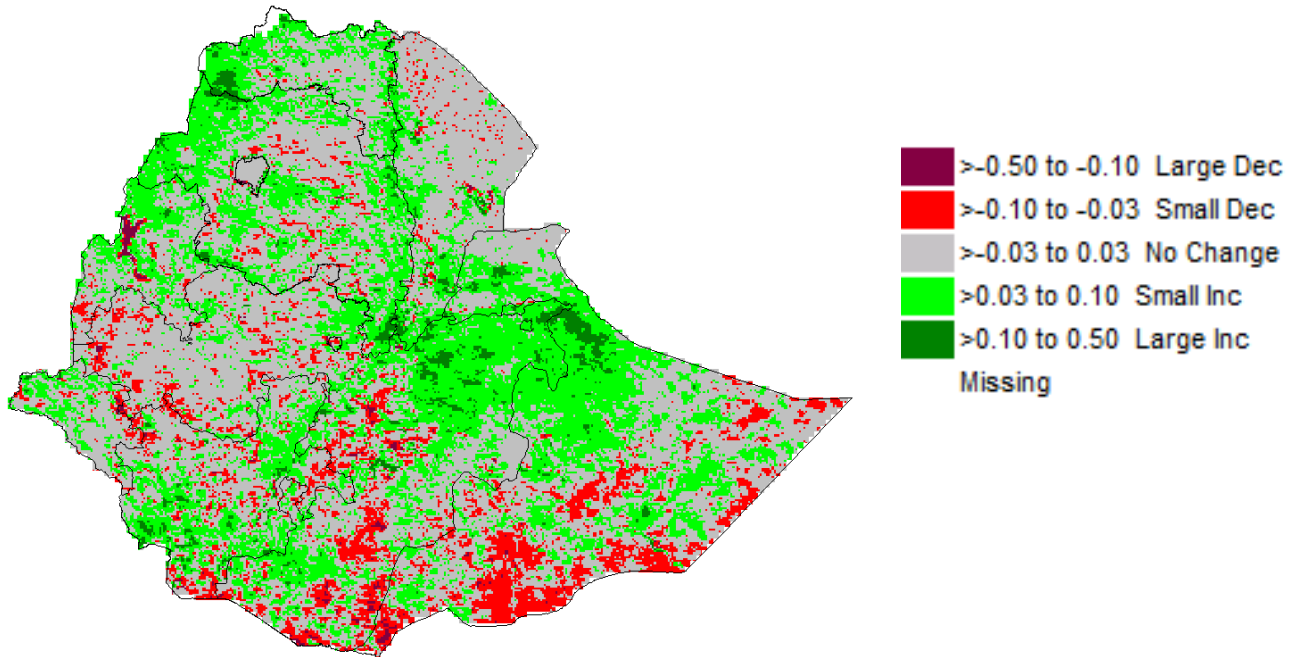 >-0.50 to -0.10 Large Dec
>-0.10 to -0.03 Small Dec
>-0.03 to 0.03 No Change
>0.03 to 0.10 Small Inc
>0.10 to 0.50 Large Inc
Missing